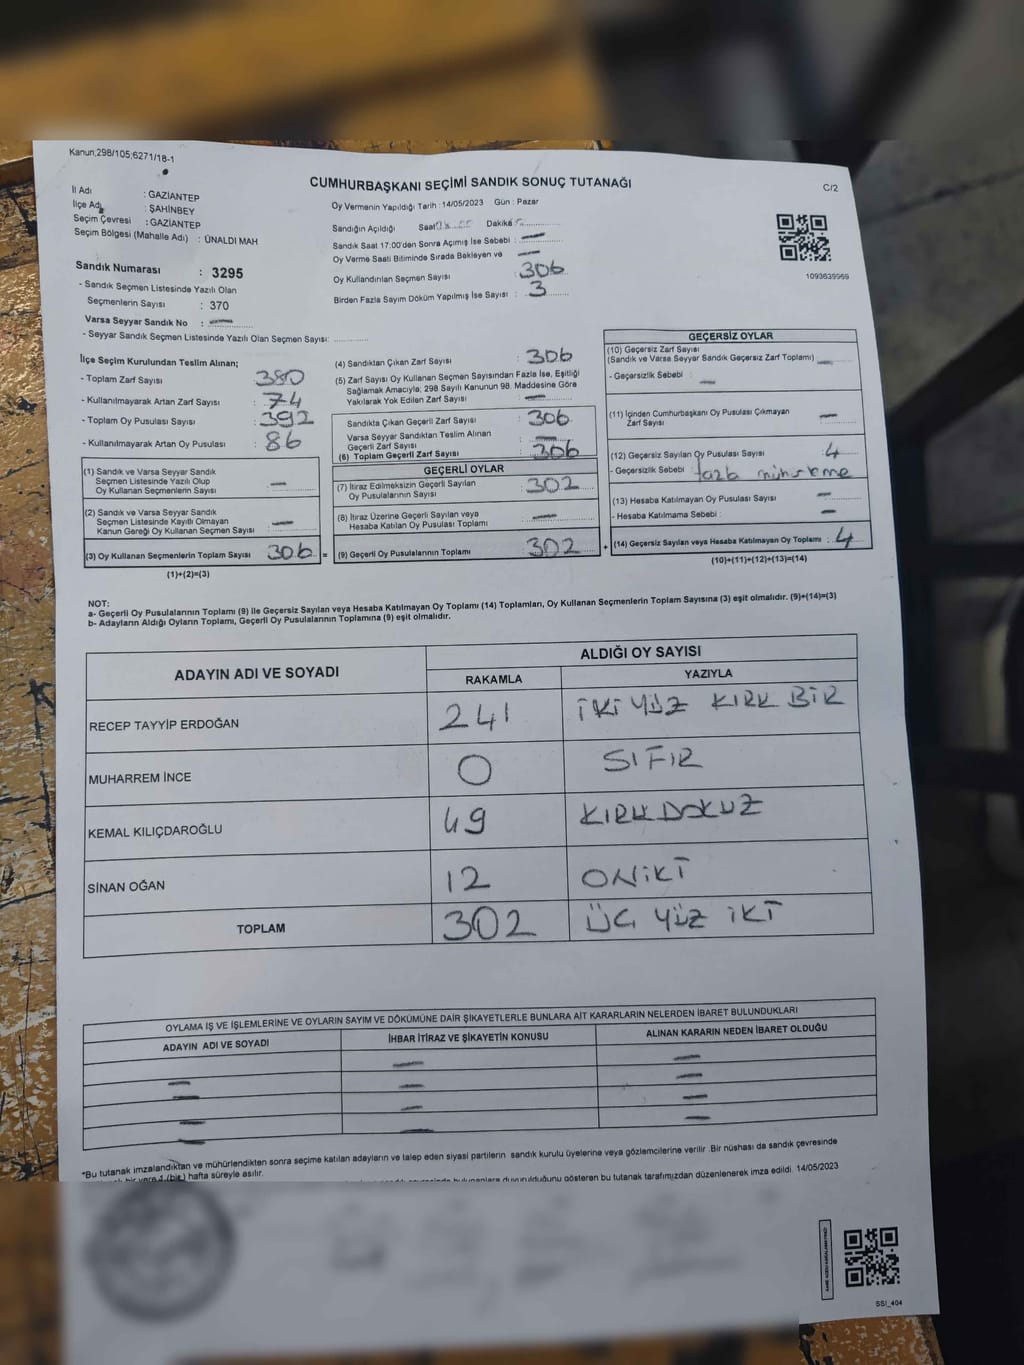 Kanun;298/105;6271/18-1
CUMHURBAŞKANI SEÇİMİ SANDIK SONUÇ TUTANAĞI
C/2
İl Adı : GAZİANTEP
İlçe Adı : ŞAHİNBEY
Seçim Çevresi : GAZİANTEP
Seçim Bölgesi (Mahalle Adı) : ÜNALDI MAH
Sandık Numarası : 3295
- Sandık Seçmen Listesinde Yazılı Olan
Seçmenlerin Sayısı : 370
Varsa Seyyar Sandık No : —
- Seyyar Sandık Seçmen Listesinde Yazılı Olan Seçmen Sayısı:
Oy Vermenin Yapıldığı Tarih :14/05/2023 Gün : Pazar
Sandığın Açıldığı Saat Dakika
Sandık Saat 17:00'den Sonra Açımış İse Sebebi : —
Oy Verme Saati Bitiminde Sırada Bekleyen ve —
Oy Kullandırılan Seçmen Sayısı : 306
Birden Fazla Sayım Döküm Yapılmış İse Sayısı : 3
1093639969
İlçe Seçim Kurulundan Teslim Alınan;
- Toplam Zarf Sayısı : 380
- Kullanılmayarak Artan Zarf Sayısı : 74
- Toplam Oy Pusulası Sayısı : 392
- Kullanılmayarak Artan Oy Pusulası : 86
(1) Sandık ve Varsa Seyyar Sandık
Seçmen Listesinde Yazılı Olup
Oy Kullanan Seçmenlerin Sayısı : —
(2) Sandık ve Varsa Seyyar Sandık
Seçmen Listesinde Kayıtlı Olmayan
Kanun Gereği Oy Kullanan Seçmen Sayısı : —
(3) Oy Kullanan Seçmenlerin Toplam Sayısı : 306 =
(1)+(2)=(3)
(4) Sandıktan Çıkan Zarf Sayısı : 306
(5) Zarf Sayısı Oy Kullanan Seçmen Sayısından Fazla İse, Eşitliği
Sağlamak Amacıyla; 298 Sayılı Kanunun 98. Maddesine Göre
Yakılarak Yok Edilen Zarf Sayısı : —
Sandıkta Çıkan Geçerli Zarf Sayısı : 306
Varsa Seyyar Sandıktan Teslim Alınan
Geçerli Zarf Sayısı : —
(6) Toplam Geçerli Zarf Sayısı : 306
GEÇERLİ OYLAR
(7) İtiraz Edilmeksizin Geçerli Sayılan
Oy Pusulalarının Sayısı : 302
(8) İtiraz Üzerine Geçerli Sayılan veya
Hesaba Katılan Oy Pusulası Toplamı : —
(9) Geçerli Oy Pusulalarının Toplamı : 302 +
GEÇERSİZ OYLAR
(10) Geçersiz Zarf Sayısı
(Sandık ve Varsa Seyyar Sandık Geçersiz Zarf Toplamı) : —
- Geçersizlik Sebebi : —
(11) İçinden Cumhurbaşkanı Oy Pusulası Çıkmayan
Zarf Sayısı : —
(12) Geçersiz Sayılan Oy Pusulası Sayısı : 4
- Geçersizlik Sebebi :
(13) Hesaba Katılmayan Oy Pusulası Sayısı : —
- Hesaba Katılmama Sebebi : —
(14) Geçersiz Sayılan veya Hesaba Katılmayan Oy Toplamı : 4
(10)+(11)+(12)+(13)=(14)
NOT:
a- Geçerli Oy Pusulalarının Toplamı (9) ile Geçersiz Sayılan veya Hesaba Katılmayan Oy Toplamı (14) Toplamları, Oy Kullanan Seçmenlerin Toplam Sayısına (3) eşit olmalıdır. (9)+(14)=(3)
b- Adayların Aldığı Oyların Toplamı, Geçerli Oy Pusulalarının Toplamına (9) eşit olmalıdır.
ADAYIN ADI VE SOYADI
ALDIĞI OY SAYISI
RAKAMLA YAZIYLA
RECEP TAYYİP ERDOĞAN 241 İKİ YÜZ KIRK BİR
MUHARREM İNCE 0 SIFIR
KEMAL KILIÇDAROĞLU 49 KIRKDOKUZ
SİNAN OĞAN 12 ONİKİ
TOPLAM 302 ÜÇ YÜZ İKİ
OYLAMA İŞ VE İŞLEMLERİNE VE OYLARIN SAYIM VE DÖKÜMÜNE DAİR ŞİKAYETLERLE BUNLARA AİT KARARLARIN NELERDEN İBARET BULUNDUKLARI
ADAYIN ADI VE SOYADI İHBAR İTİRAZ VE ŞİKAYETİN KONUSU ALINAN KARARIN NEDEN İBARET OLDUĞU
*Bu tutanak imzalandıktan ve mühürlendikten sonra seçime katılan adayların ve talep eden siyasi partilerin sandık kurulu üyelerine veya gözlemcilerine verilir .Bir nüshası da sandık çevresinde
bir yere 1 (bir) hafta süreyle asılır.
bulunanlara duyurulduğunu gösteren bu tutanak tarafımızdan düzenlenerek imza edildi. 14/05/2023
SSI_404